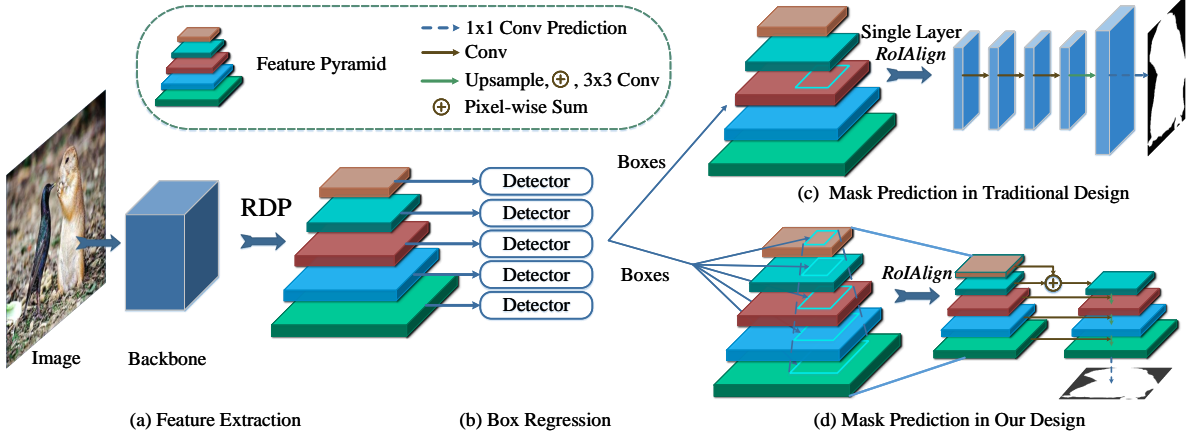 Feature Pyramid
1x1 Conv Prediction
Conv
Upsample, ⊕, 3x3 Conv
Pixel-wise Sum
Single Layer
RoIAlign
Boxes
(c) Mask Prediction in Traditional Design
RDP
Detector
Detector
Detector
Detector
Detector
Boxes
RoIAlign
Image
Backbone
(a) Feature Extraction
(b) Box Regression
(d) Mask Prediction in Our Design